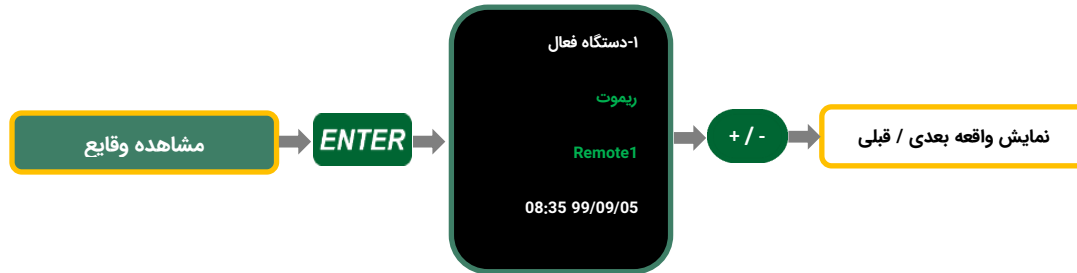 مشاهده وقایع
ENTER
۱-دستگاه فعال
ریموت
Remote1
08:35 99/09/05
+ / -
نمایش واقعه بعدی / قبلی